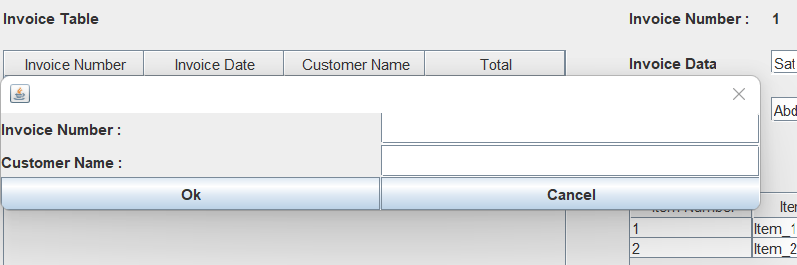 Invoice Table
Invoice Number : 1
Invoice Number Invoice Date Customer Name Total
Invoice Data Sat
Invoice Number :
Abd
Customer Name :
Ok Cancel
Item Number
1 Item_1
2 Item_2